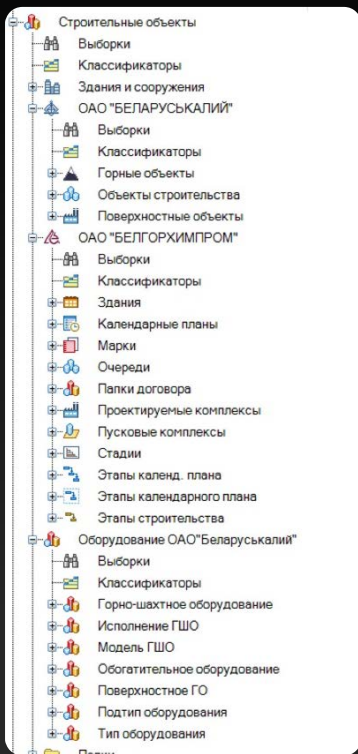 Строительные объекты
Выборки
Классификаторы
Здания и сооружения
ОАО "БЕЛАРУСЬКАЛИЙ"
Выборки
Классификаторы
Горные объекты
Объекты строительства
Поверхностные объекты
ОАО "БЕЛГОРХИМПРОМ"
Выборки
Классификаторы
Здания
Календарные планы
Марки
Очереди
Папки договора
Проектируемые комплексы
Пусковые комплексы
Стадии
Этапы календ. плана
Этапы календарного плана
Этапы строительства
Оборудование ОАО"Беларуськалий"
Выборки
Классификаторы
Горно-шахтное оборудование
Исполнение ГШО
Модель ГШО
Обогатительное оборудование
Поверхностное ГО
Подтип оборудования
Тип оборудования